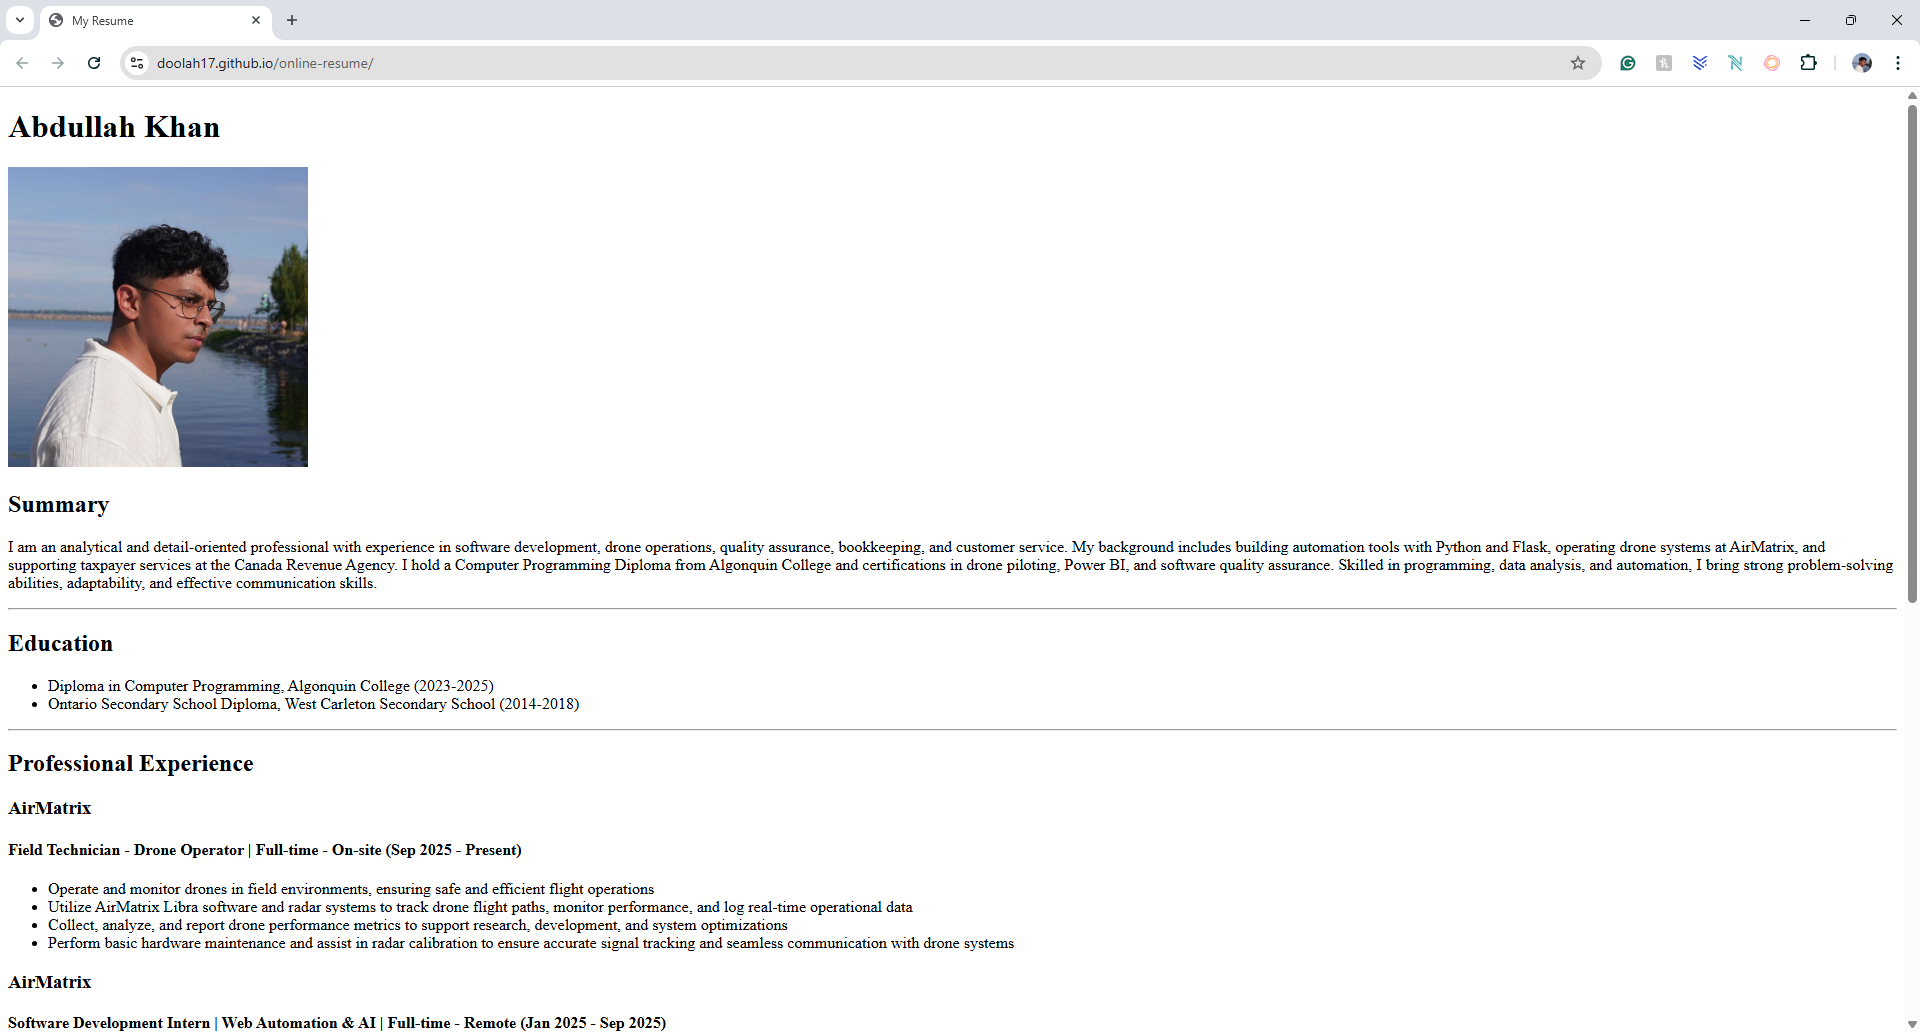 My Resume
doolah17.github.io/online-resume/
Abdullah Khan
Summary
I am an analytical and detail-oriented professional with experience in software development, drone operations, quality assurance, bookkeeping, and customer service. My background includes building automation tools with Python and Flask, operating drone systems at AirMatrix, and
supporting taxpayer services at the Canada Revenue Agency. I hold a Computer Programming Diploma from Algonquin College and certifications in drone piloting, Power BI, and software quality assurance. Skilled in programming, data analysis, and automation, I bring strong problem-solving
abilities, adaptability, and effective communication skills.
Education
• Diploma in Computer Programming, Algonquin College (2023-2025)
• Ontario Secondary School Diploma, West Carleton Secondary School (2014-2018)
Professional Experience
AirMatrix
Field Technician - Drone Operator | Full-time - On-site (Sep 2025 - Present)
• Operate and monitor drones in field environments, ensuring safe and efficient flight operations
• Utilize AirMatrix Libra software and radar systems to track drone flight paths, monitor performance, and log real-time operational data
• Collect, analyze, and report drone performance metrics to support research, development, and system optimizations
• Perform basic hardware maintenance and assist in radar calibration to ensure accurate signal tracking and seamless communication with drone systems
AirMatrix
Software Development Intern | Web Automation & AI | Full-time - Remote (Jan 2025 - Sep 2025)